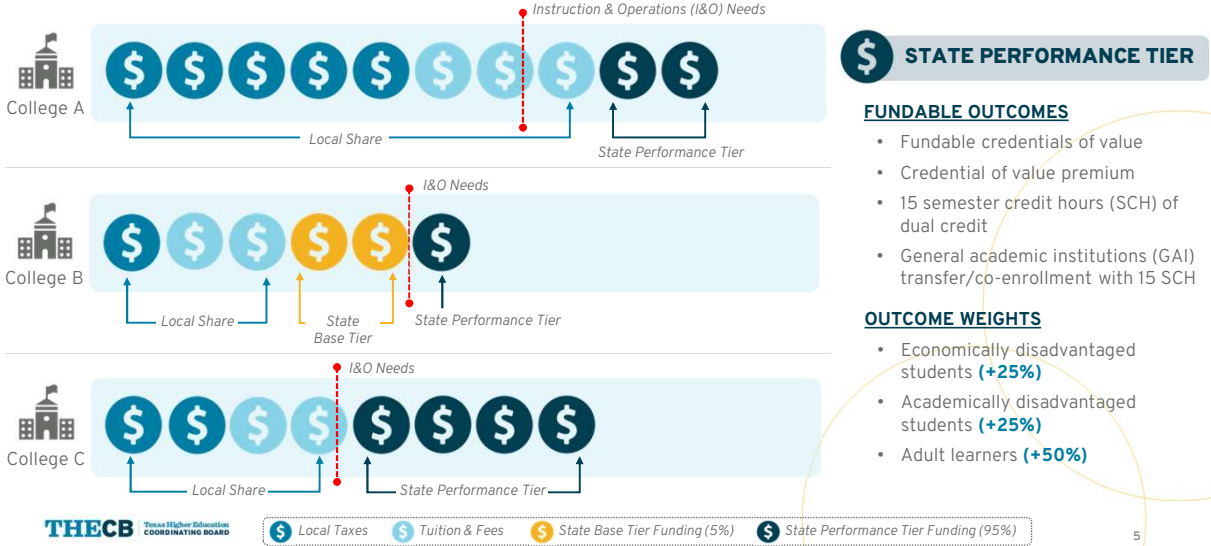 Instruction & Operations (I&O) Needs
$ $ $ $ $ $ $ $ $ $
College A
Local Share
State Performance Tier
I&O Needs
$ $ $ $ $ $
College B
Local Share
State
Base Tier
State Performance Tier
I&O Needs
$ $ $ $ $ $ $ $
College C
Local Share
State Performance Tier
$ STATE PERFORMANCE TIER
FUNDABLE OUTCOMES
• Fundable credentials of value
• Credential of value premium
• 15 semester credit hours (SCH) of
dual credit
• General academic institutions (GAI)
transfer/co-enrollment with 15 SCH
OUTCOME WEIGHTS
• Economically disadvantaged
students (+25%)
• Academically disadvantaged
students (+25%)
• Adult learners (+50%)
THECB
Texas Higher Education
COORDINATING BOARD
$ Local Taxes $ Tuition & Fees $ State Base Tier Funding (5%) $ State Performance Tier Funding (95%)
5